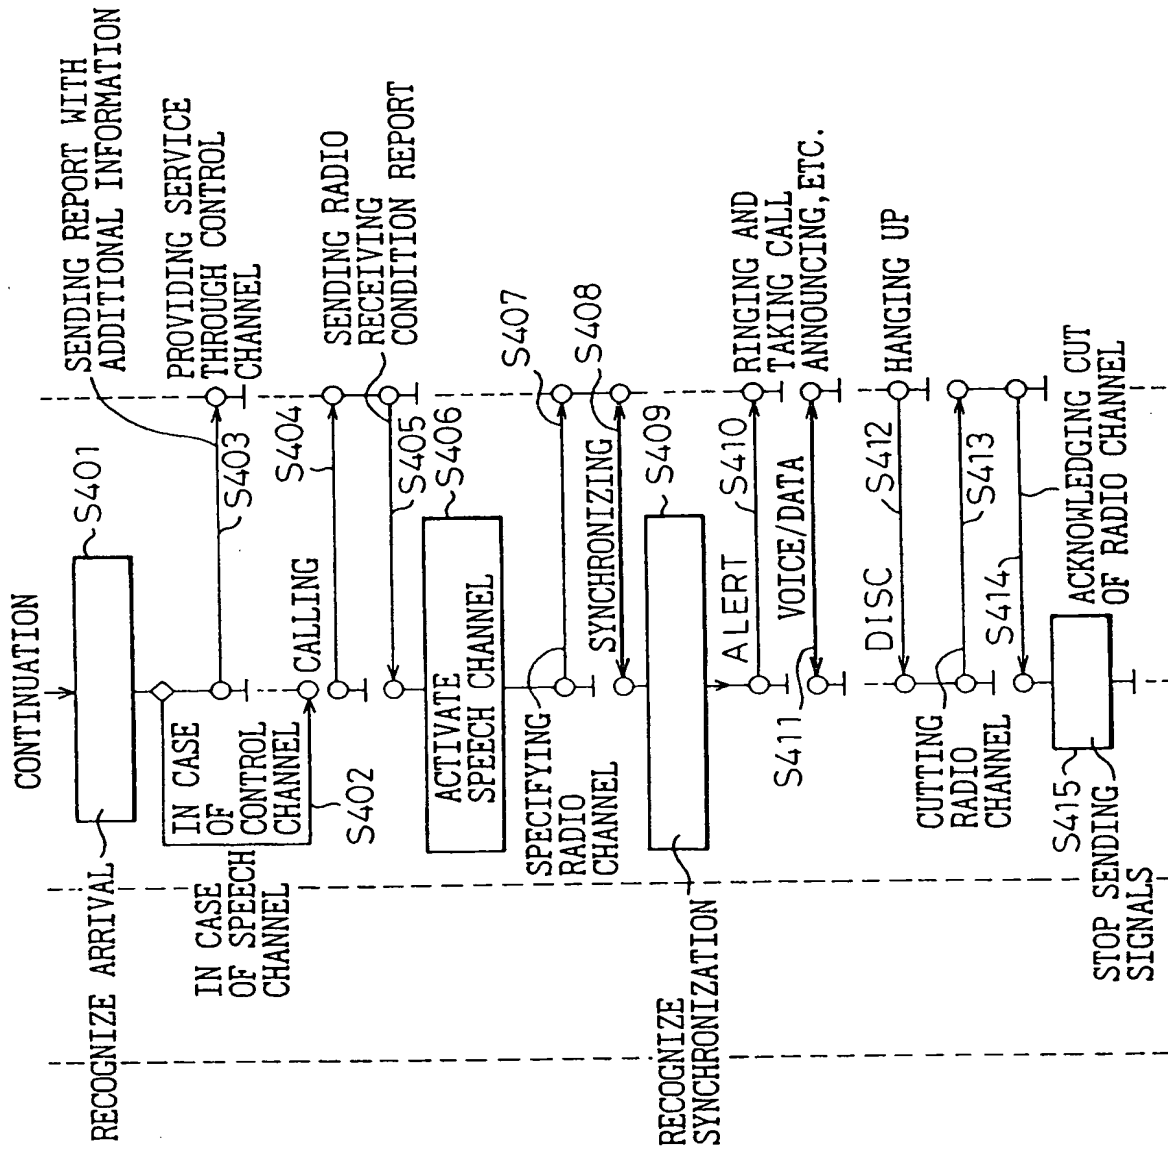 CONTINUATION
S401
RECOGNIZE ARRIVAL
SENDING REPORT WITH
ADDITIONAL INFORMATION
IN CASE
OF
CONTROL
CHANNEL
IN CASE
OF SPEECH
CHANNEL
S402
S403
PROVIDING SERVICE
THROUGH CONTROL
CHANNEL
CALLING
S404
S405
SENDING RADIO
RECEIVING
CONDITION REPORT
S406
ACTIVATE
SPEECH CHANNEL
SPECIFYING
RADIO
CHANNEL
S407
SYNCHRONIZING
S408
S409
RECOGNIZE
SYNCHRONIZATION
ALERT
S410
RINGING AND
TAKING CALL
S411
VOICE/DATA
ANNOUNCING,ETC.
DISC
S412
HANGING UP
CUTTING
RADIO
CHANNEL
S413
S414
ACKNOWLEDGING CUT
OF RADIO CHANNEL
S415
STOP SENDING
SIGNALS